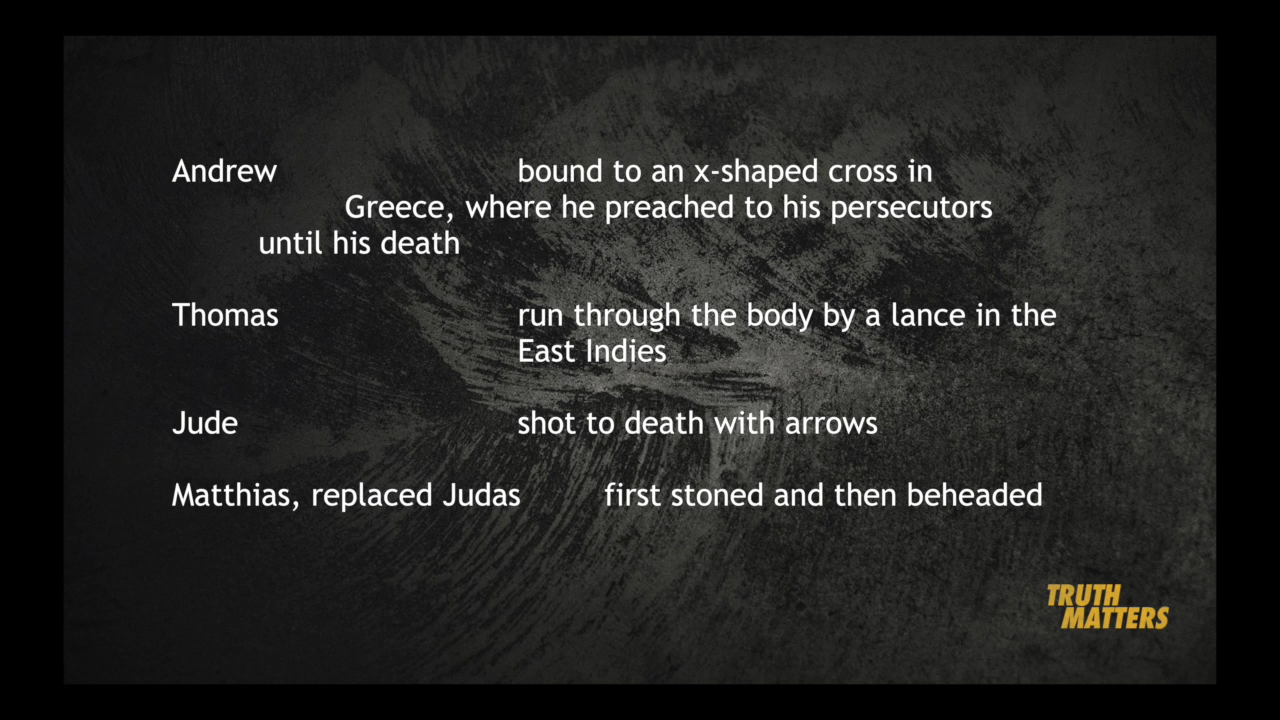 Andrew bound to an x-shaped cross in
Greece, where he preached to his persecutors
until his death
Thomas run through the body by a lance in the
East Indies
Jude shot to death with arrows
Matthias, replaced Judas first stoned and then beheaded
TRUTH
MATTERS